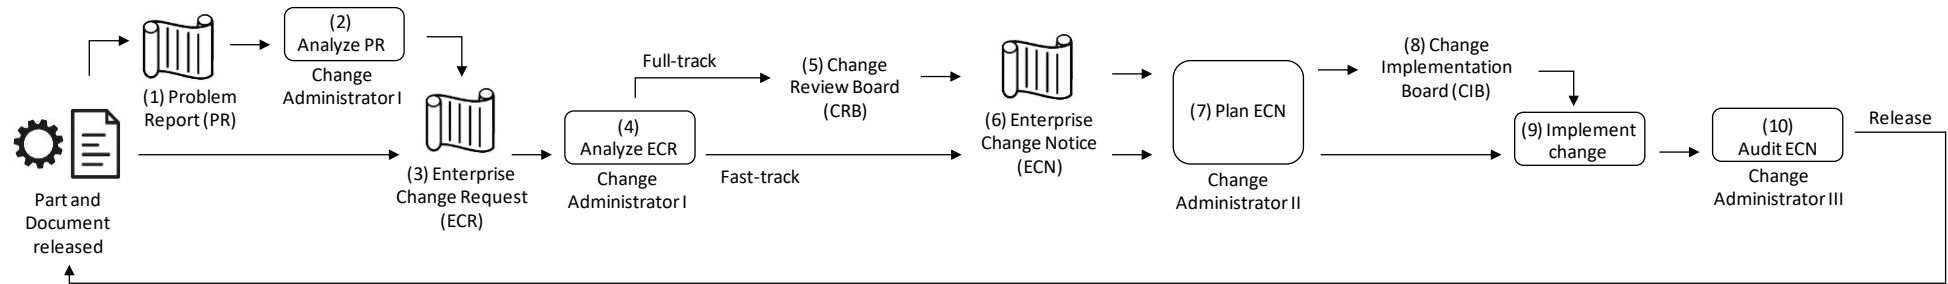 (1) Problem
Report (PR)
(2)
Analyze PR
Change
Administrator I
Part and
Document
released
(3) Enterprise
Change Request
(ECR)
(4)
Analyze ECR
Change
Administrator I
Full-track
Fast-track
(5) Change
Review Board
(CRB)
(6) Enterprise
Change Notice
(ECN)
(7) Plan ECN
Change
Administrator II
(8) Change
Implementation
Board (CIB)
(9) Implement
change
(10)
Audit ECN
Change
Administrator III
Release